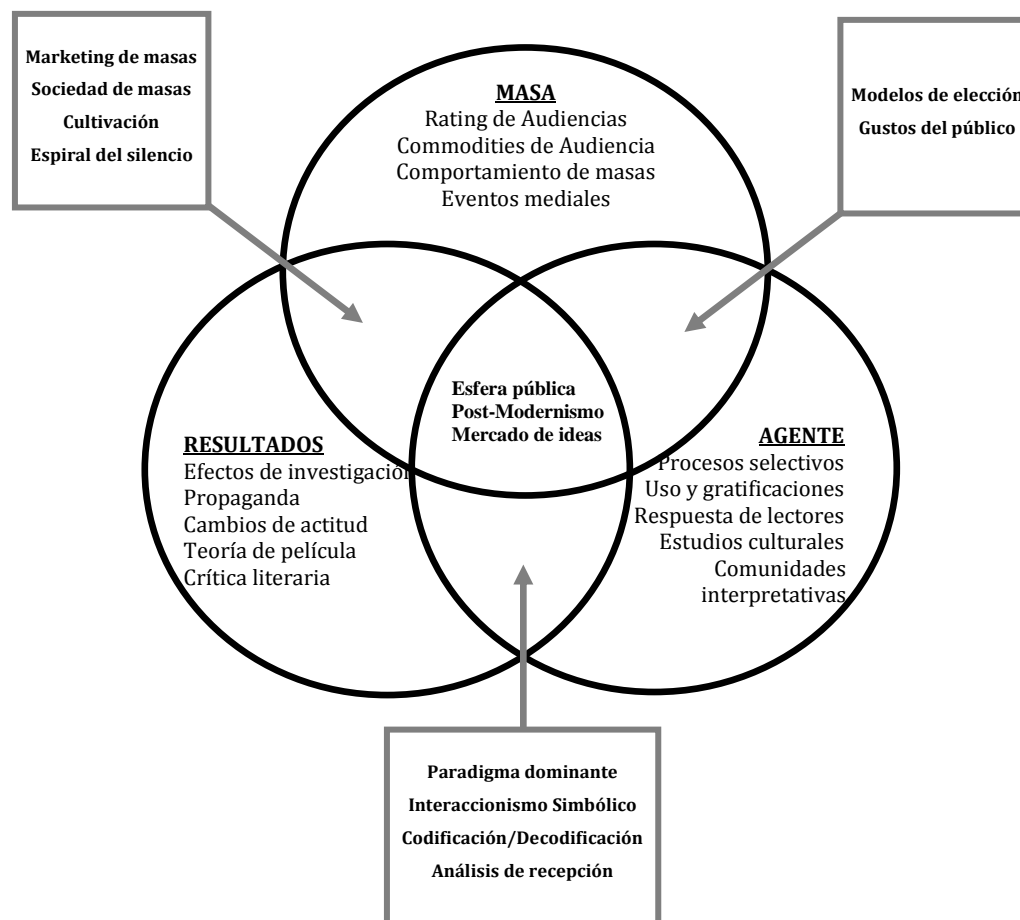 Marketing de masas
Sociedad de masas
Cultivación
Espiral del silencio
MASA
Rating de Audiencias
Commodities de Audiencia
Comportamiento de masas
Eventos mediales
Modelos de elección
Gustos del público
Esfera pública
Post-Modernismo
Mercado de ideas
RESULTADOS
Efectos de investigación
Propaganda
Cambios de actitud
Teoría de película
Crítica literaria
AGENTE
Procesos selectivos
Uso y gratificaciones
Respuesta de lectores
Estudios culturales
Comunidades
interpretativas
Paradigma dominante
Interaccionismo Simbólico
Codificación/Decodificación
Análisis de recepción